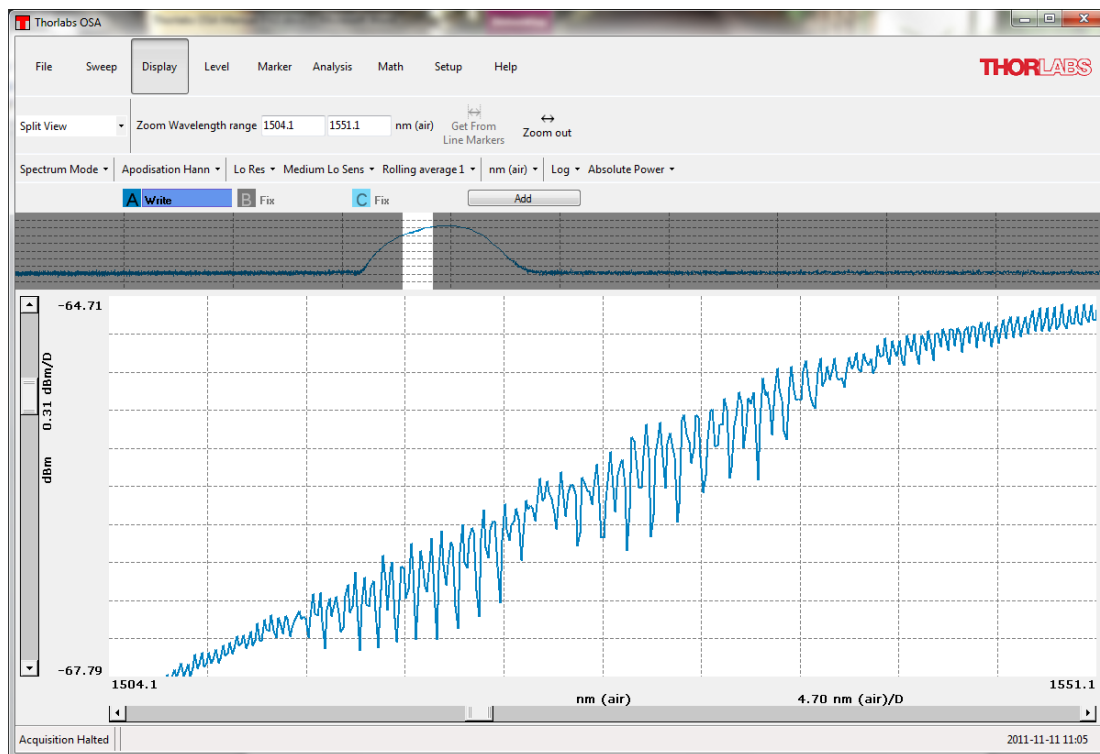 Thorlabs OSA
File Sweep Display Level Marker Analysis Math Setup Help
THORLABS
Split View Zoom Wavelength range 1504.1 1551.1 nm (air) Get From Line Markers Zoom out
Spectrum Mode Apodisation Hann Lo Res Medium Lo Sens Rolling average 1 nm (air) Log Absolute Power
A Write B Fix C Fix Add
-64.71
0.31 dBm/D
dBm
-67.79
1504.1 1551.1
nm (air) 4.70 nm (air)/D
Acquisition Halted 2011-11-11 11:05